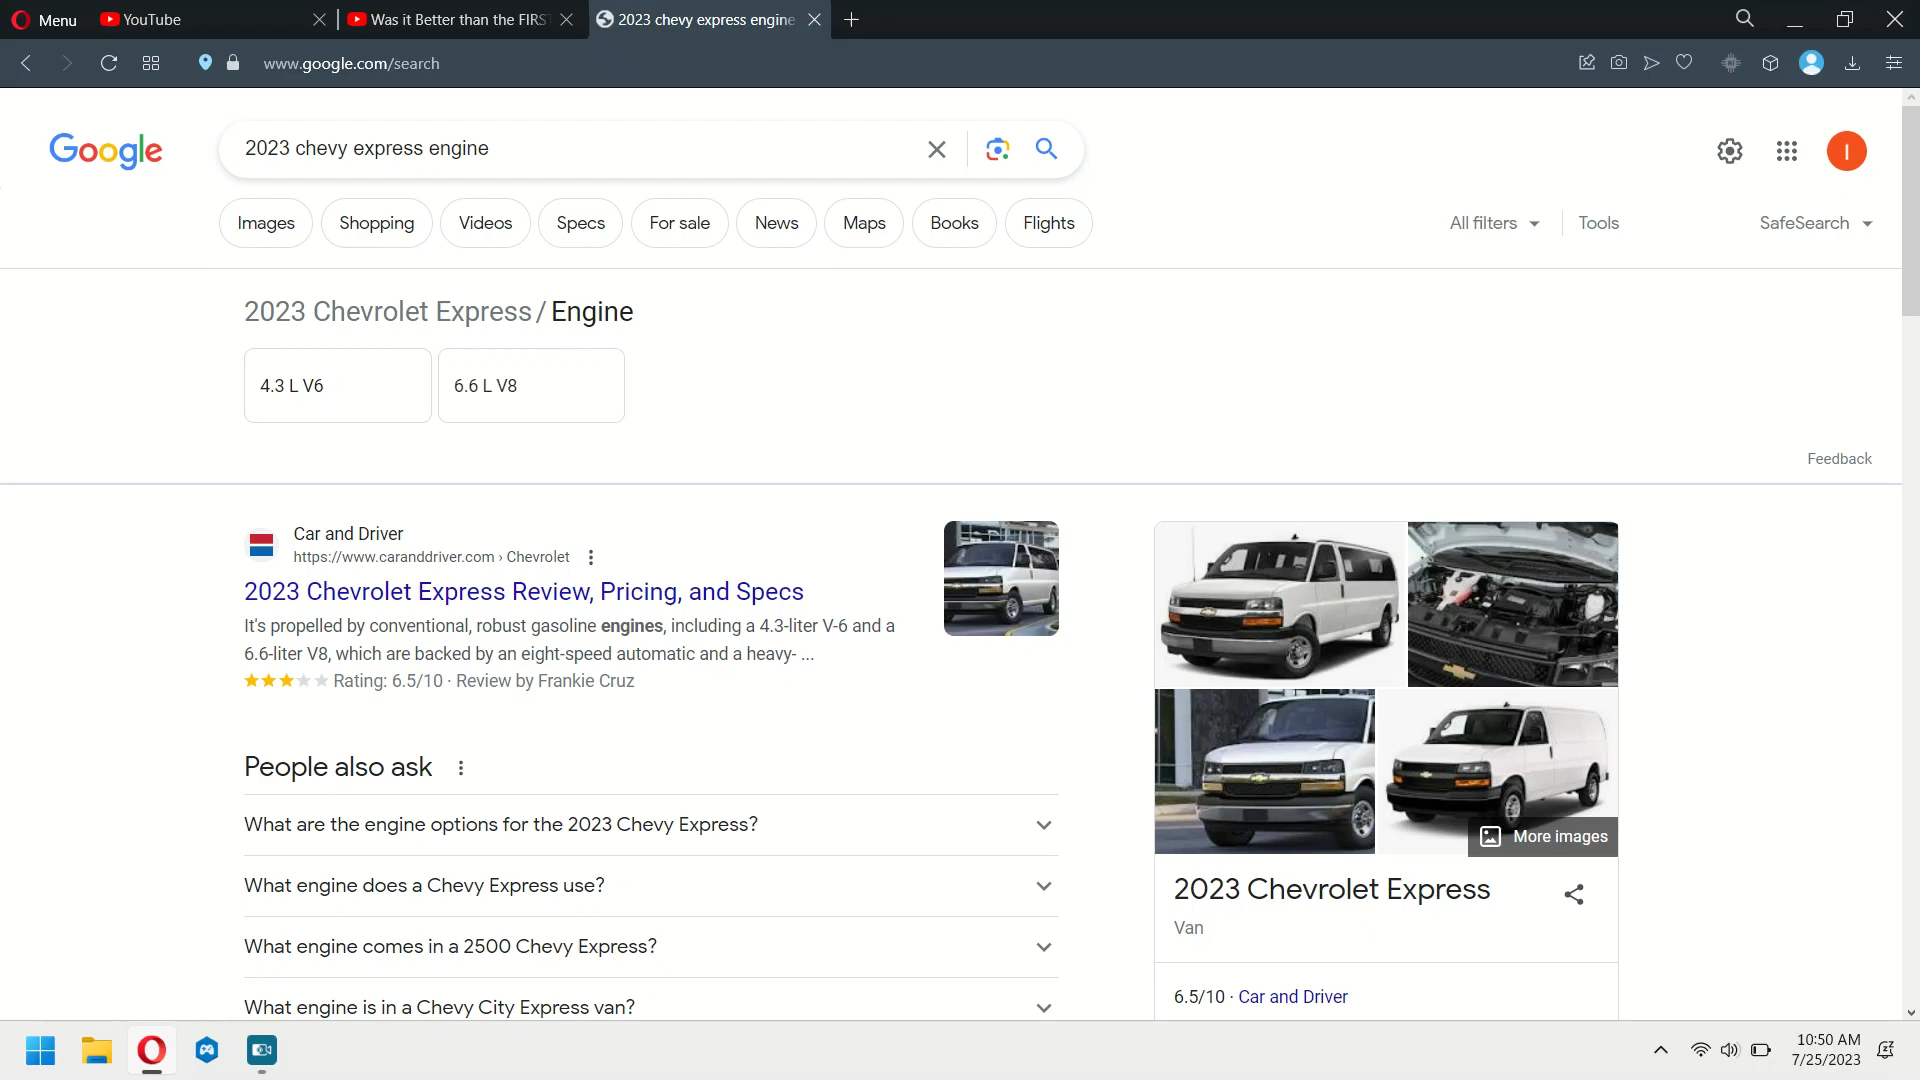 Menu
YouTube
Was it Better than the FIRS
2023 chevy express engine
www.google.com/search
Google
2023 chevy express engine
I
Images
Shopping
Videos
Specs
For sale
News
Maps
Books
Flights
All filters
Tools
SafeSearch
2023 Chevrolet Express / Engine
4.3 L V6
6.6 L V8
Feedback
Car and Driver
https://www.caranddriver.com › Chevrolet
2023 Chevrolet Express Review, Pricing, and Specs
It's propelled by conventional, robust gasoline engines, including a 4.3-liter V-6 and a
6.6-liter V8, which are backed by an eight-speed automatic and a heavy- ...
Rating: 6.5/10 · Review by Frankie Cruz
People also ask
What are the engine options for the 2023 Chevy Express?
What engine does a Chevy Express use?
What engine comes in a 2500 Chevy Express?
What engine is in a Chevy City Express van?
More images
2023 Chevrolet Express
Van
6.5/10 · Car and Driver
10:50 AM
7/25/2023